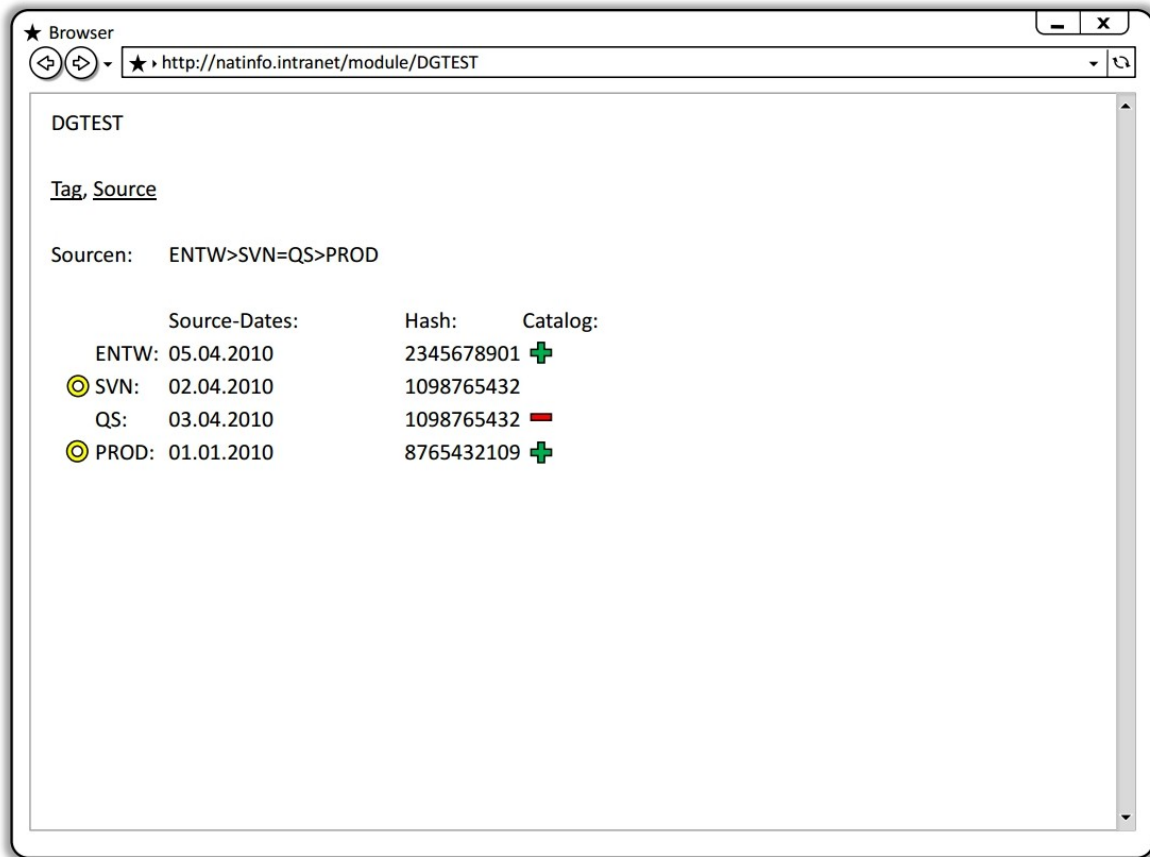 Browser
http://natinfo.intranet/module/DGTEST
DGTEST
Tag, Source
Sourcen: ENTW>SVN=QS>PROD
Source-Dates: Hash: Catalog:
ENTW: 05.04.2010 2345678901
SVN: 02.04.2010 1098765432
QS: 03.04.2010 1098765432
PROD: 01.01.2010 8765432109